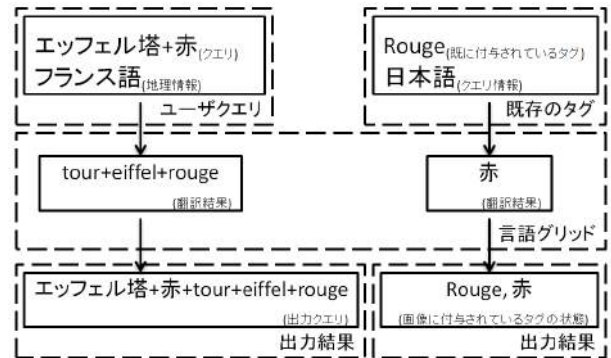 エッフェル塔+赤(クエリ)
フランス語(地理情報)
ユーザクエリ
Rouge(既に付与されているタグ)
日本語(クエリ情報)
既存のタグ
tour+eiffel+rouge
(翻訳結果)
赤
(翻訳結果)
言語グリッド
エッフェル塔+赤+tour+eiffel+rouge
(出力クエリ)
出力結果
Rouge, 赤
(画像に付与されているタグの状態)
出力結果